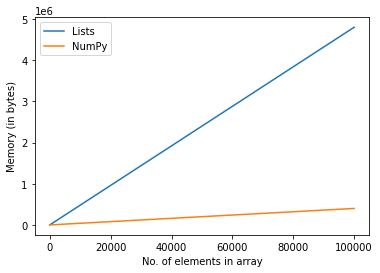 1e6
5
4
3
2
1
0
Memory (in bytes)
Lists
NumPy
0 20000 40000 60000 80000 100000
No. of elements in array